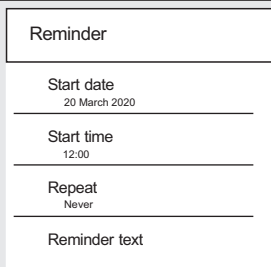 Reminder
Start date
20 March 2020
Start time
12:00
Repeat
Never
Reminder text